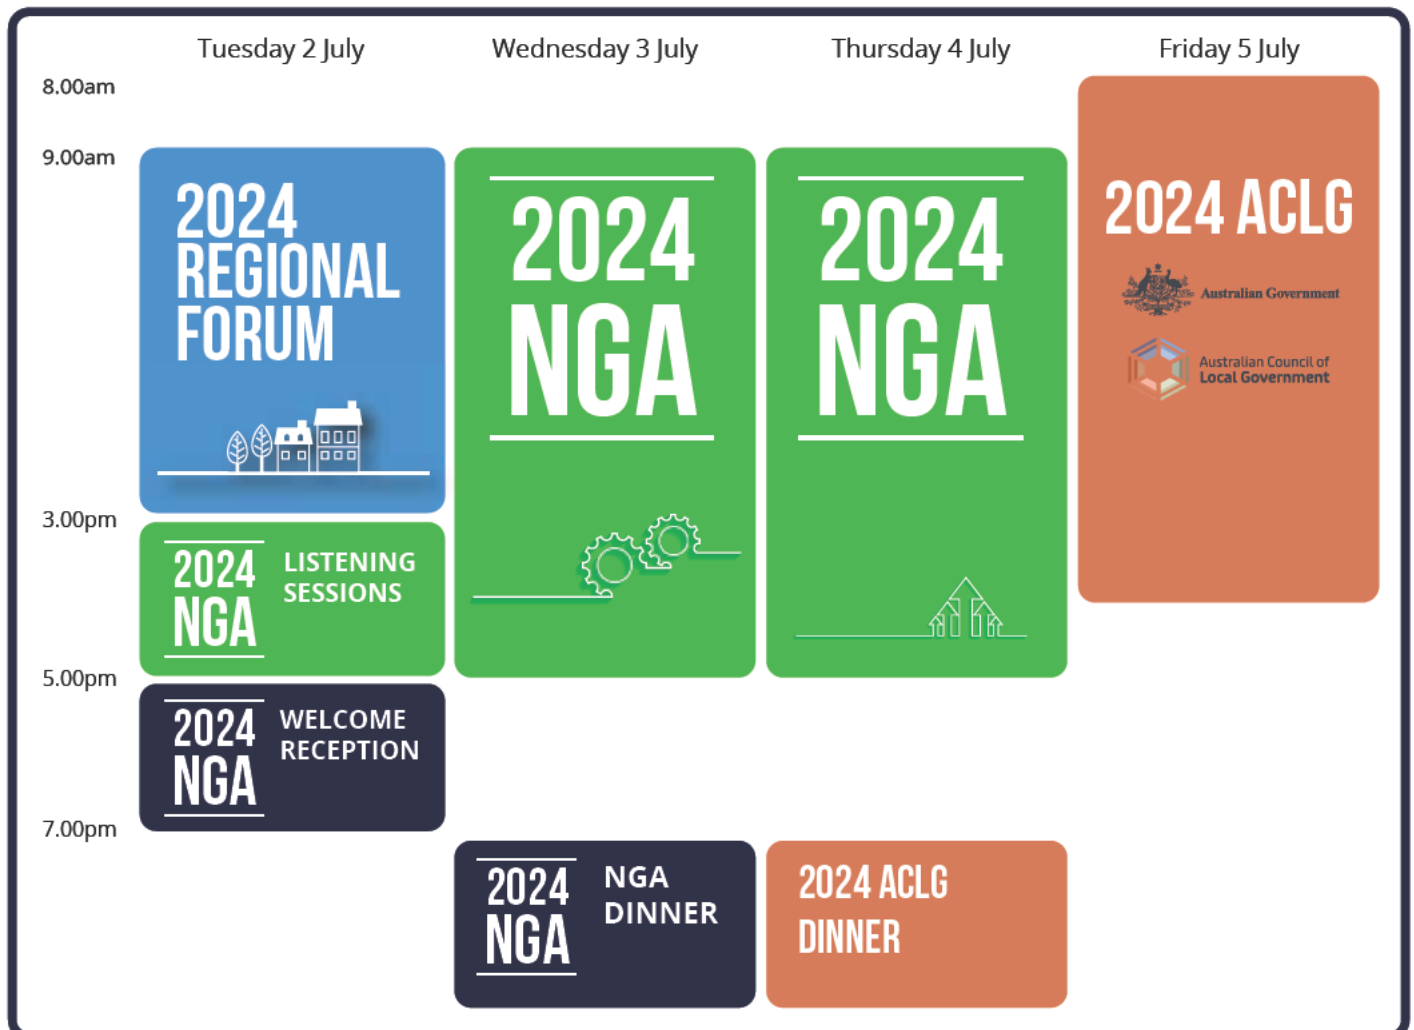 Tuesday 2 July
Wednesday 3 July
Thursday 4 July
Friday 5 July
8.00am
9.00am
2024
REGIONAL
FORUM
2024
NGA
2024
NGA
2024 ACLG
Australian Government
Australian Council of
Local Government
3.00pm
2024
NGA
LISTENING
SESSIONS
5.00pm
2024
NGA
WELCOME
RECEPTION
7.00pm
2024
NGA
NGA
DINNER
2024 ACLG
DINNER